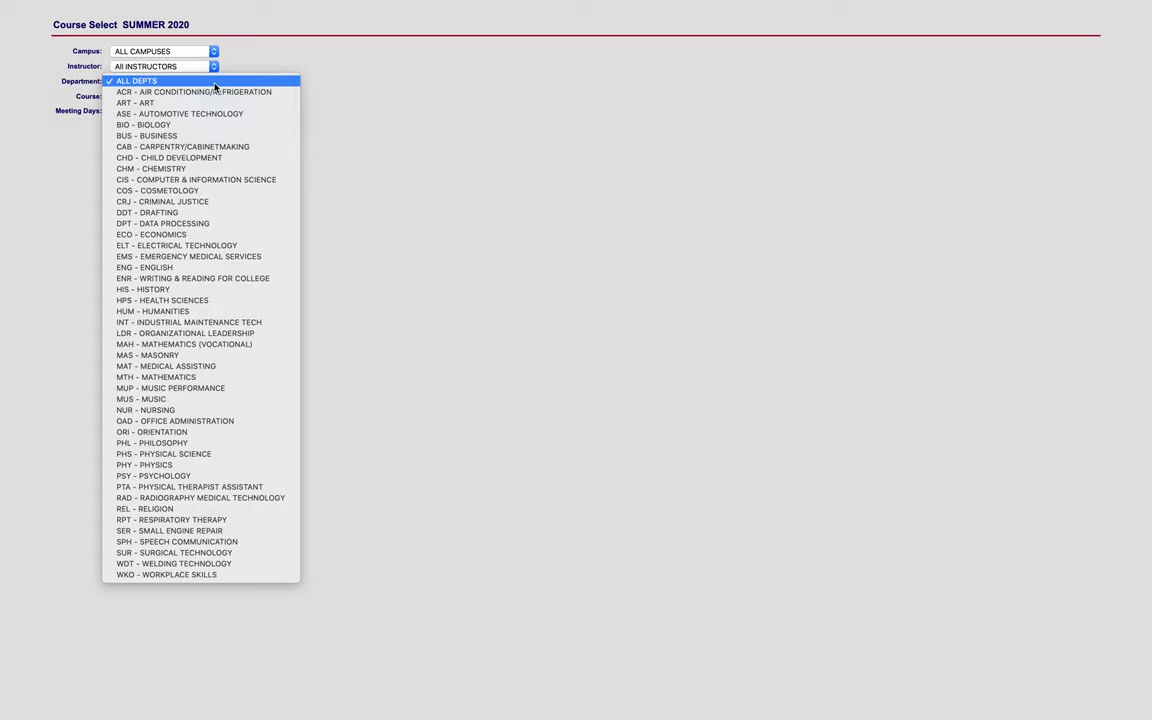 Course Select SUMMER 2020
Campus: ALL CAMPUSES
Instructor: All INSTRUCTORS
Department: ✓ ALL DEPTS
ACR - AIR CONDITIONING/REFRIGERATION
Course:
ART - ART
Meeting Days:
ASE - AUTOMOTIVE TECHNOLOGY
BIO - BIOLOGY
BUS - BUSINESS
CAB - CARPENTRY/CABINETMAKING
CHD - CHILD DEVELOPMENT
CHM - CHEMISTRY
CIS - COMPUTER & INFORMATION SCIENCE
COS - COSMETOLOGY
CRJ - CRIMINAL JUSTICE
DDT - DRAFTING
DPT - DATA PROCESSING
ECO - ECONOMICS
ELT - ELECTRICAL TECHNOLOGY
EMS - EMERGENCY MEDICAL SERVICES
ENG - ENGLISH
ENR - WRITING & READING FOR COLLEGE
HIS - HISTORY
HPS - HEALTH SCIENCES
HUM - HUMANITIES
INT - INDUSTRIAL MAINTENANCE TECH
LDR - ORGANIZATIONAL LEADERSHIP
MAH - MATHEMATICS (VOCATIONAL)
MAS - MASONRY
MAT - MEDICAL ASSISTING
MTH - MATHEMATICS
MUP - MUSIC PERFORMANCE
MUS - MUSIC
NUR - NURSING
OAD - OFFICE ADMINISTRATION
ORI - ORIENTATION
PHL - PHILOSOPHY
PHS - PHYSICAL SCIENCE
PHY - PHYSICS
PSY - PSYCHOLOGY
PTA - PHYSICAL THERAPIST ASSISTANT
RAD - RADIOGRAPHY MEDICAL TECHNOLOGY
REL - RELIGION
RPT - RESPIRATORY THERAPY
SER - SMALL ENGINE REPAIR
SPH - SPEECH COMMUNICATION
SUR - SURGICAL TECHNOLOGY
WDT - WELDING TECHNOLOGY
WKO - WORKPLACE SKILLS